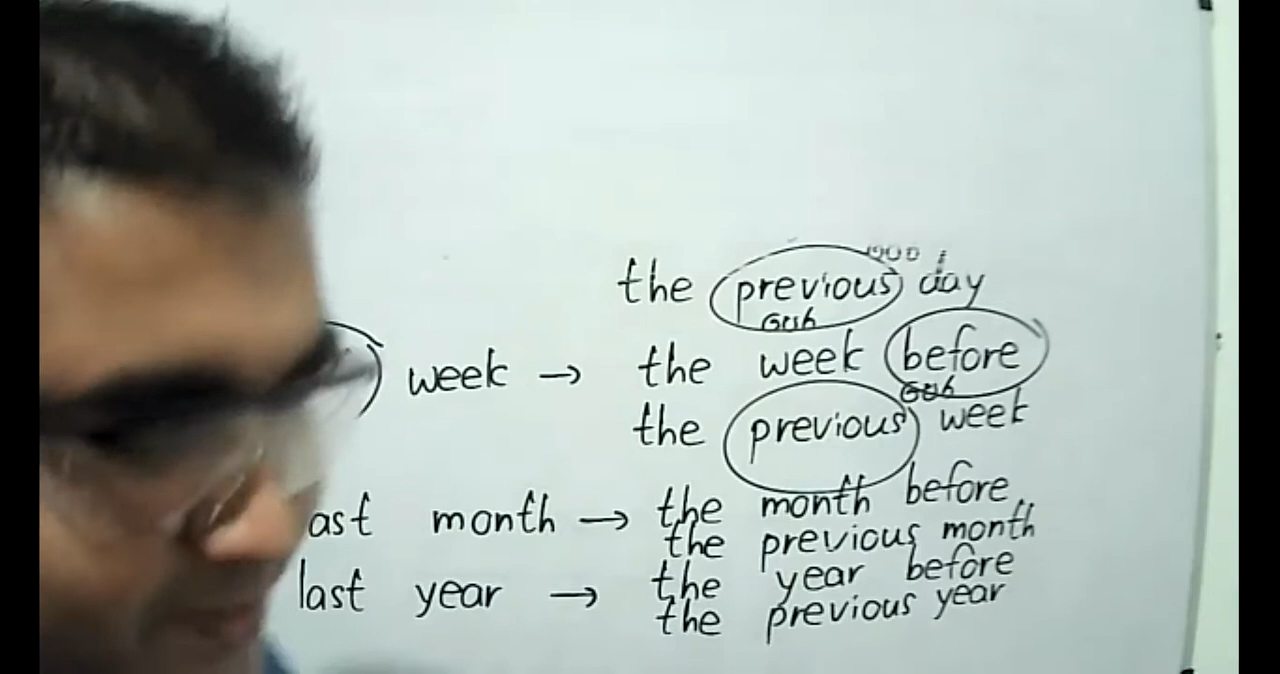 the previous day
week → the week before
the previous week
ast month → the month before
the previous month
last year → the year before
the previous year